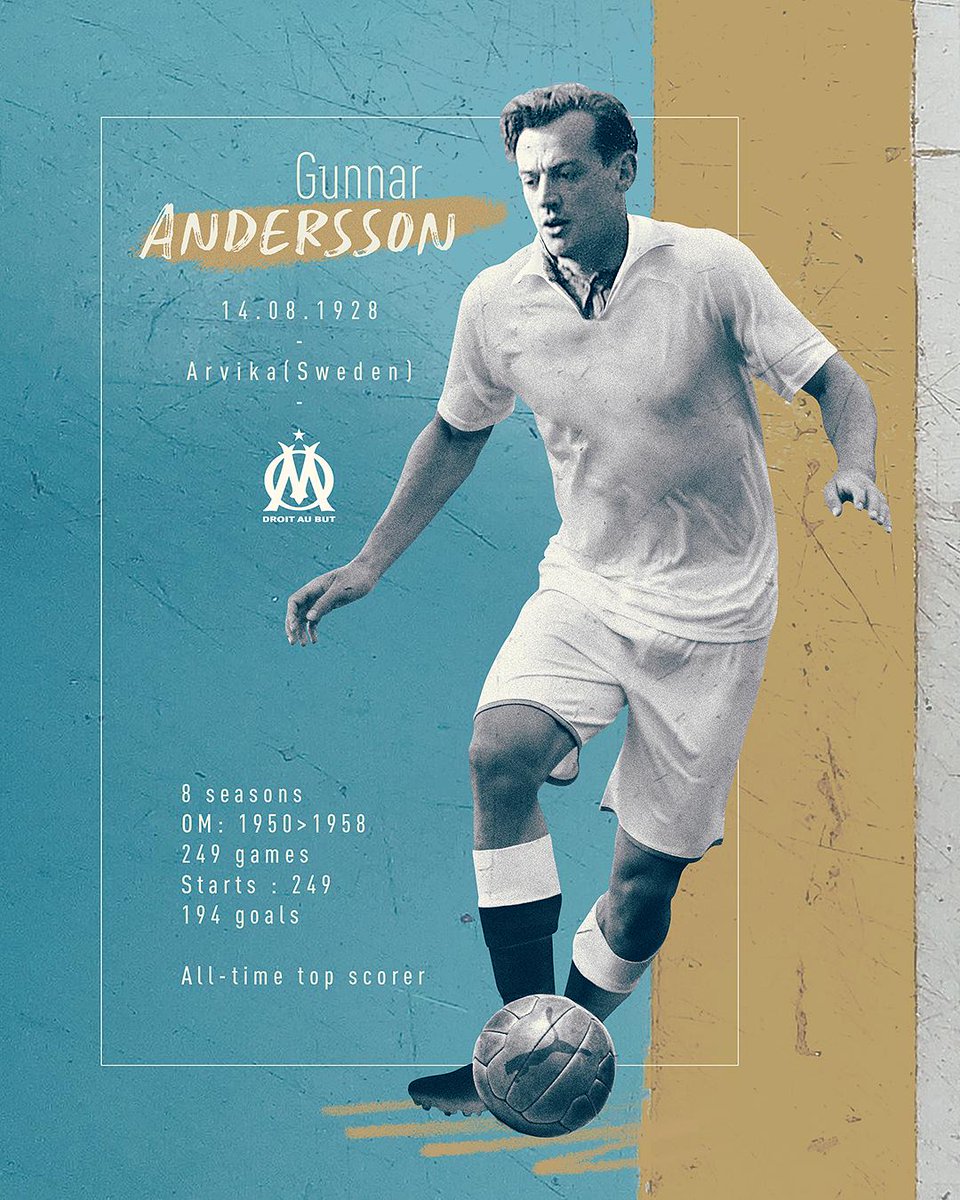 Gunnar
ANDERSSON
14.08.1928
-
Arvika(Sweden)
-
DROIT AU BUT
8 seasons
OM: 1950>1958
249 games
Starts : 249
194 goals
All-time top scorer